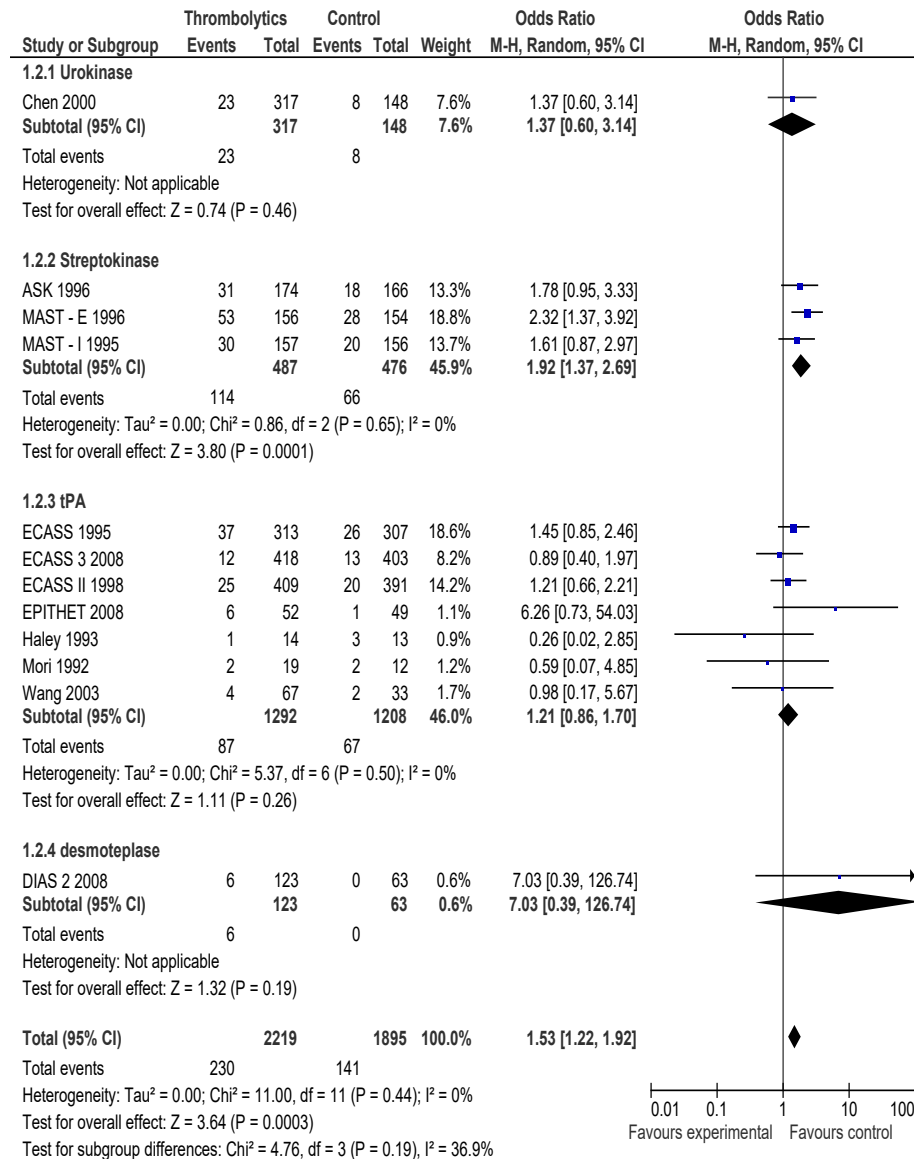 Thrombolytics Control Odds Ratio Odds Ratio
Study or Subgroup Events Total Events Total Weight M-H, Random, 95% CI M-H, Random, 95% CI
1.2.1 Urokinase
Chen 2000 23 317 8 148 7.6% 1.37 [0.60, 3.14]
Subtotal (95% CI) 317 148 7.6% 1.37 [0.60, 3.14]
Total events 23 8
Heterogeneity: Not applicable
Test for overall effect: Z = 0.74 (P = 0.46)
1.2.2 Streptokinase
ASK 1996 31 174 18 166 13.3% 1.78 [0.95, 3.33]
MAST - E 1996 53 156 28 154 18.8% 2.32 [1.37, 3.92]
MAST - I 1995 30 157 20 156 13.7% 1.61 [0.87, 2.97]
Subtotal (95% CI) 487 476 45.9% 1.92 [1.37, 2.69]
Total events 114 66
Heterogeneity: Tau² = 0.00; Chi² = 0.86, df = 2 (P = 0.65); I² = 0%
Test for overall effect: Z = 3.80 (P = 0.0001)
1.2.3 tPA
ECASS 1995 37 313 26 307 18.6% 1.45 [0.85, 2.46]
ECASS 3 2008 12 418 13 403 8.2% 0.89 [0.40, 1.97]
ECASS II 1998 25 409 20 391 14.2% 1.21 [0.66, 2.21]
EPITHET 2008 6 52 1 49 1.1% 6.26 [0.73, 54.03]
Haley 1993 1 14 3 13 0.9% 0.26 [0.02, 2.85]
Mori 1992 2 19 2 12 1.2% 0.59 [0.07, 4.85]
Wang 2003 4 67 2 33 1.7% 0.98 [0.17, 5.67]
Subtotal (95% CI) 1292 1208 46.0% 1.21 [0.86, 1.70]
Total events 87 67
Heterogeneity: Tau² = 0.00; Chi² = 5.37, df = 6 (P = 0.50); I² = 0%
Test for overall effect: Z = 1.11 (P = 0.26)
1.2.4 desmoteplase
DIAS 2 2008 6 123 0 63 0.6% 7.03 [0.39, 126.74]
Subtotal (95% CI) 123 63 0.6% 7.03 [0.39, 126.74]
Total events 6 0
Heterogeneity: Not applicable
Test for overall effect: Z = 1.32 (P = 0.19)
Total (95% CI) 2219 1895 100.0% 1.53 [1.22, 1.92]
Total events 230 141
Heterogeneity: Tau² = 0.00; Chi² = 11.00, df = 11 (P = 0.44); I² = 0%
Test for overall effect: Z = 3.64 (P = 0.0003)
Test for subgroup differences: Chi² = 4.76, df = 3 (P = 0.19), I² = 36.9%
0.01 0.1 1 10 100
Favours experimental Favours control